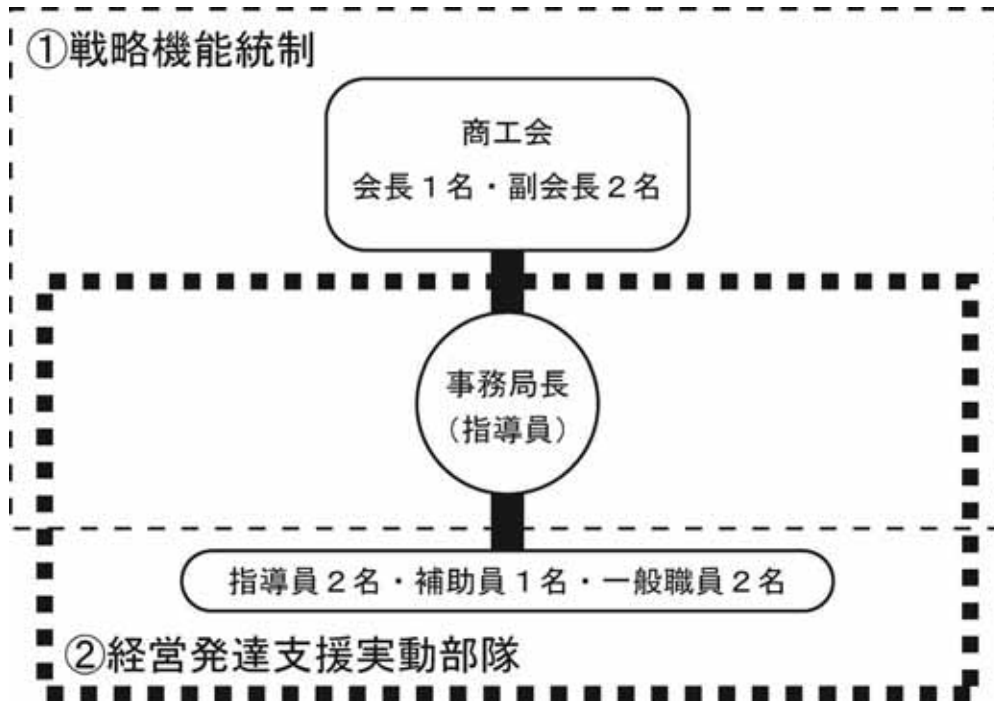 ①戦略機能統制
商工会
会長1名・副会長2名
事務局長
(指導員)
指導員2名・補助員1名・一般職員2名
②経営発達支援実動部隊